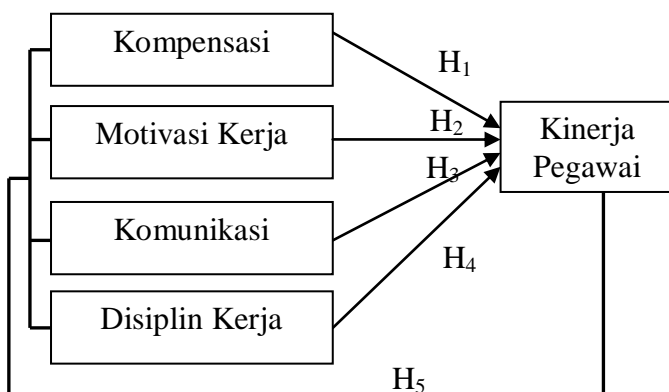 Kompensasi
H₁
Motivasi Kerja
H₂
Kinerja
Pegawai
H₃
Komunikasi
H₄
Disiplin Kerja
H₅